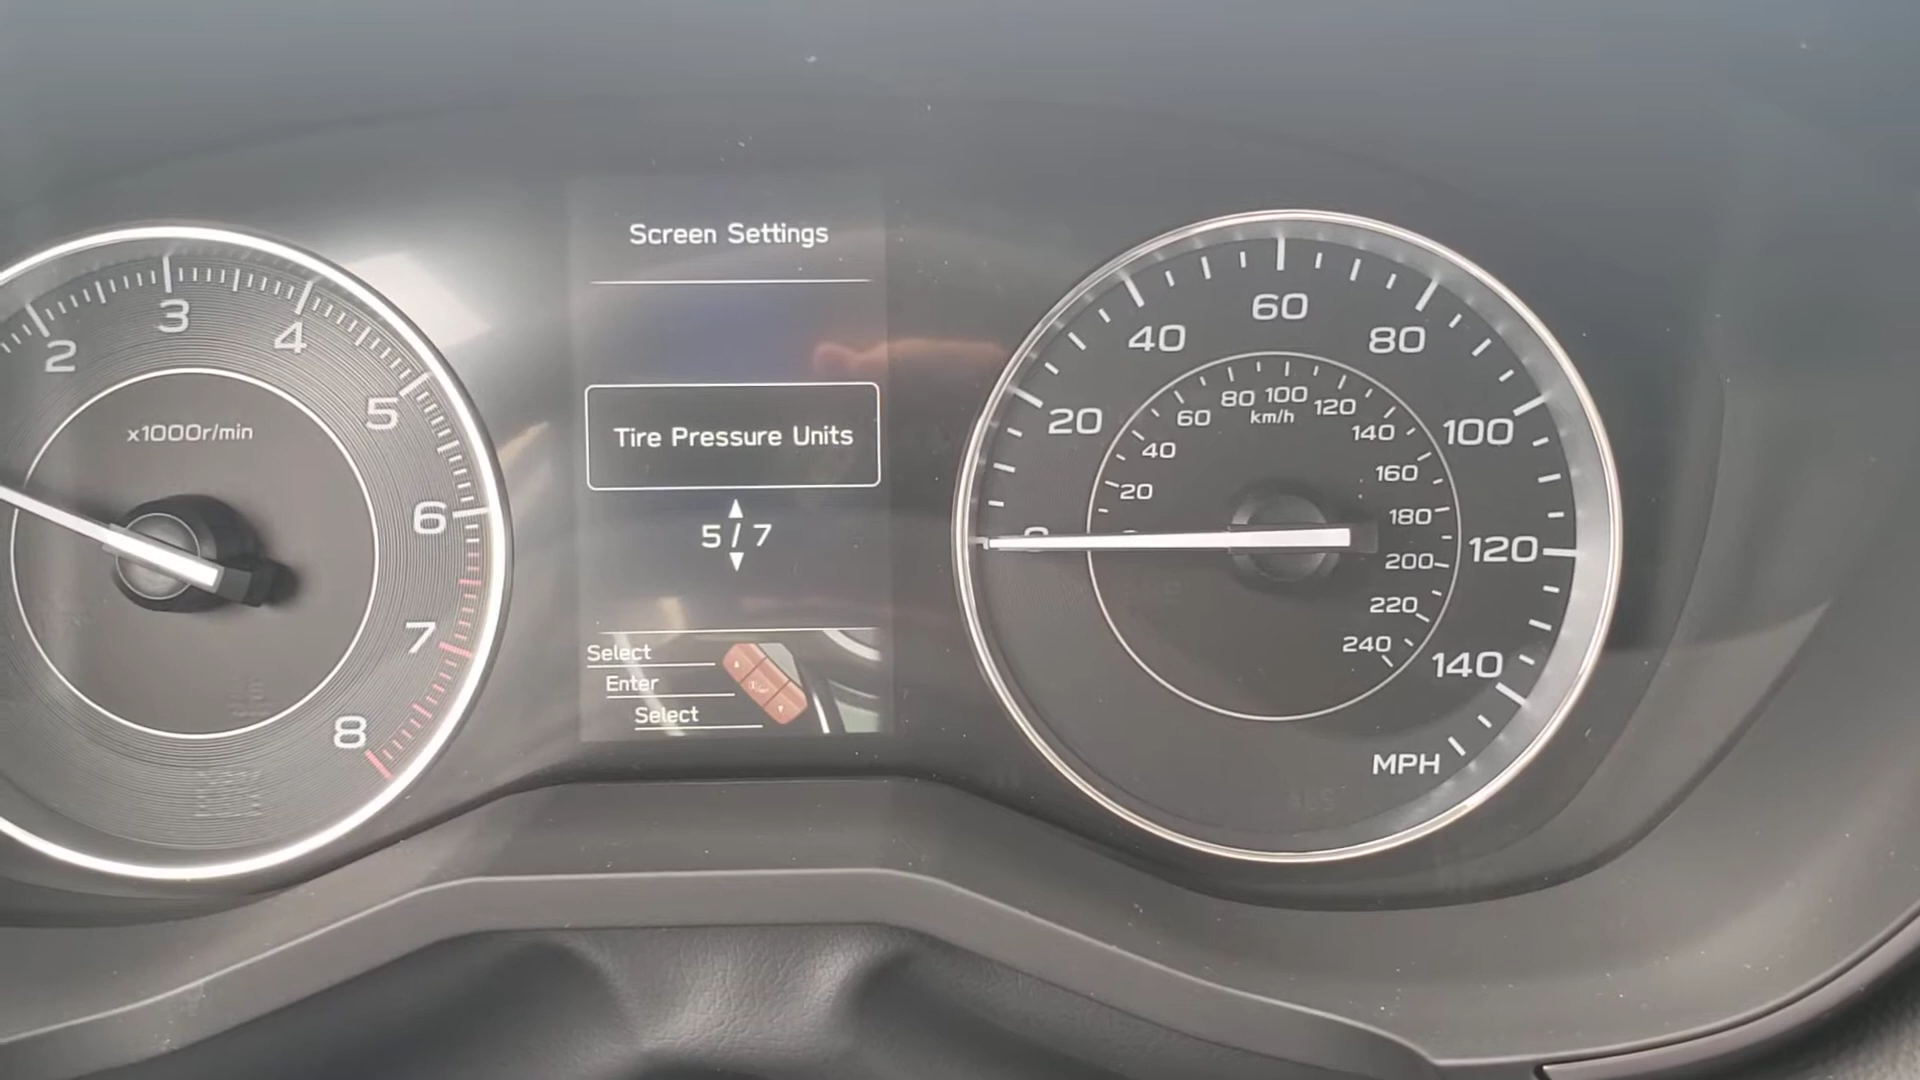 2
3
4
5
6
7
8
x1000r/min
Screen Settings
Tire Pressure Units
5 / 7
Select
Enter
Select
20
40
60
80
100
120
140
MPH
20
40
60
80
100
120
140
160
180
200
220
240
km/h